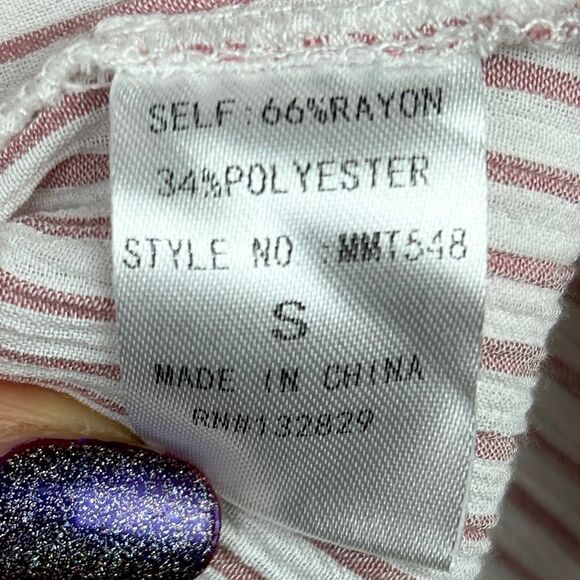 SELF:66%RAYON
34%POLYESTER
STYLE NO :MMT548
S
MADE IN CHINA
RN#132829